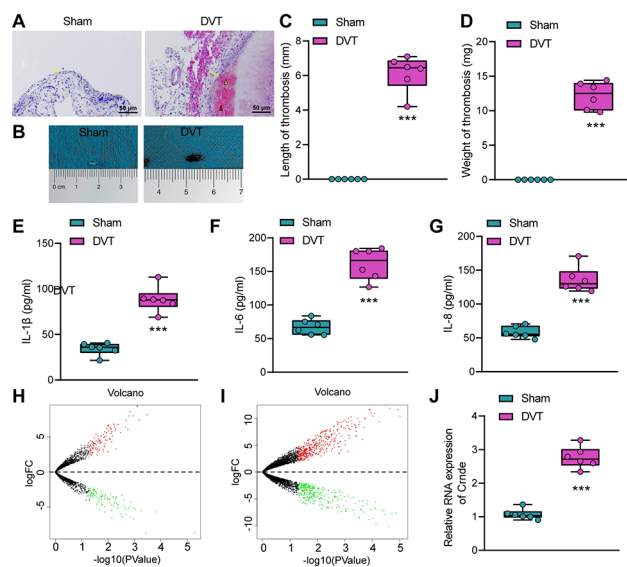 A
Sham
DVT
50 μm
50 μm
B
Sham
DVT
0 cm 1 2 3
4 5 6 7
C
Sham
DVT
Length of thrombosis (mm)
10
8
6
4
2
0
***
D
Sham
DVT
Weight of thrombosis (mg)
20
15
10
5
0
***
E
Sham
DVT
DVT
IL-1β (pg/ml)
150
100
50
0
***
F
Sham
DVT
IL-6 (pg/ml)
200
150
100
50
0
***
G
Sham
DVT
IL-8 (pg/ml)
200
150
100
50
0
***
H
Volcano
logFC
5
0
-5
0 1 2 3 4 5
-log10(PValue)
I
Volcano
logFC
10
5
0
-5
-10
0 1 2 3 4 5
-log10(PValue)
J
Sham
DVT
Relative RNA expression
of Crnde
4
3
2
1
0
***